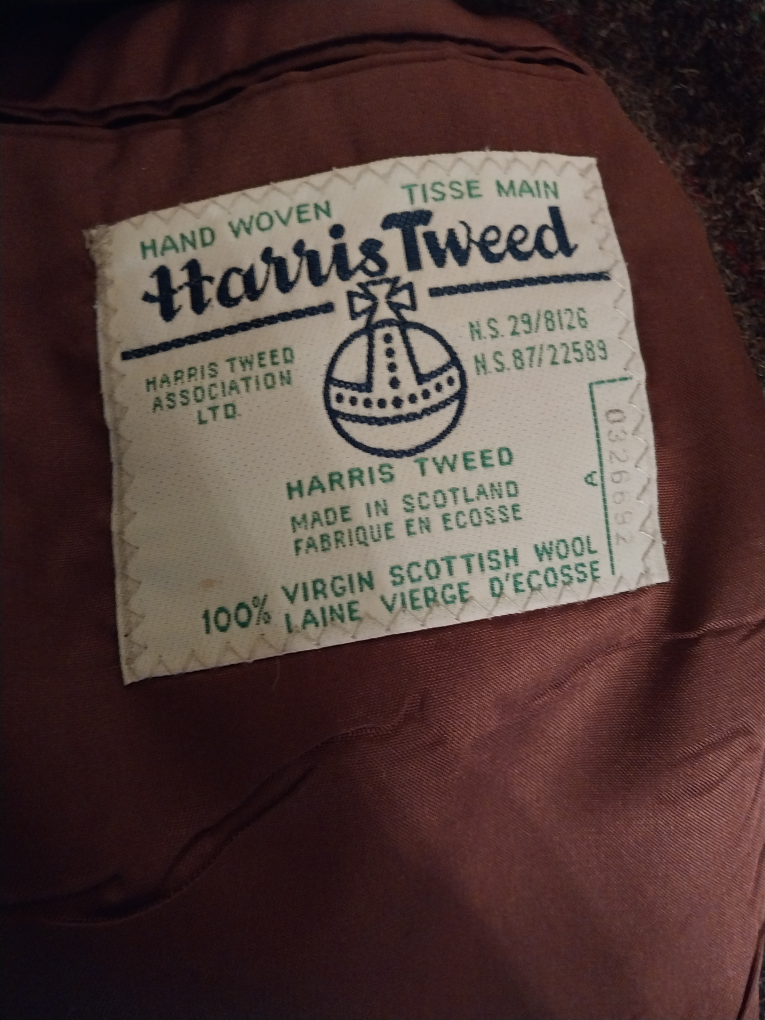 HAND WOVEN TISSE MAIN
Harris Tweed
HARRIS TWEED
ASSOCIATION
LTD.
N.S. 29/8126
N.S. 87/22589
HARRIS TWEED
MADE IN SCOTLAND
FABRIQUE EN ECOSSE
100% VIRGIN SCOTTISH WOOL
LAINE VIERGE D'ECOSSE
A
0326692